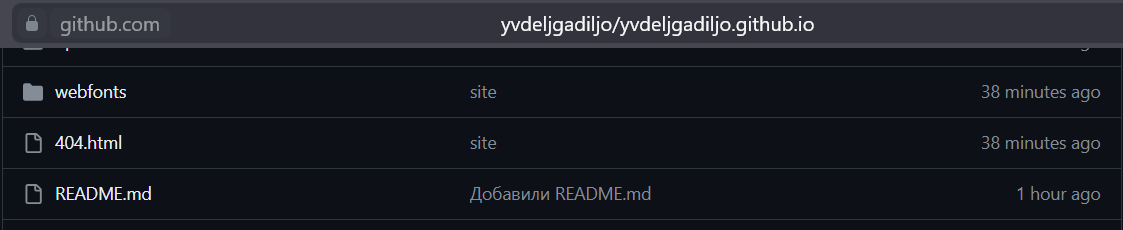 github.com yvdeljgadiljo/yvdeljgadiljo.github.io
webfonts site 38 minutes ago
404.html site 38 minutes ago
README.md Добавили README.md 1 hour ago